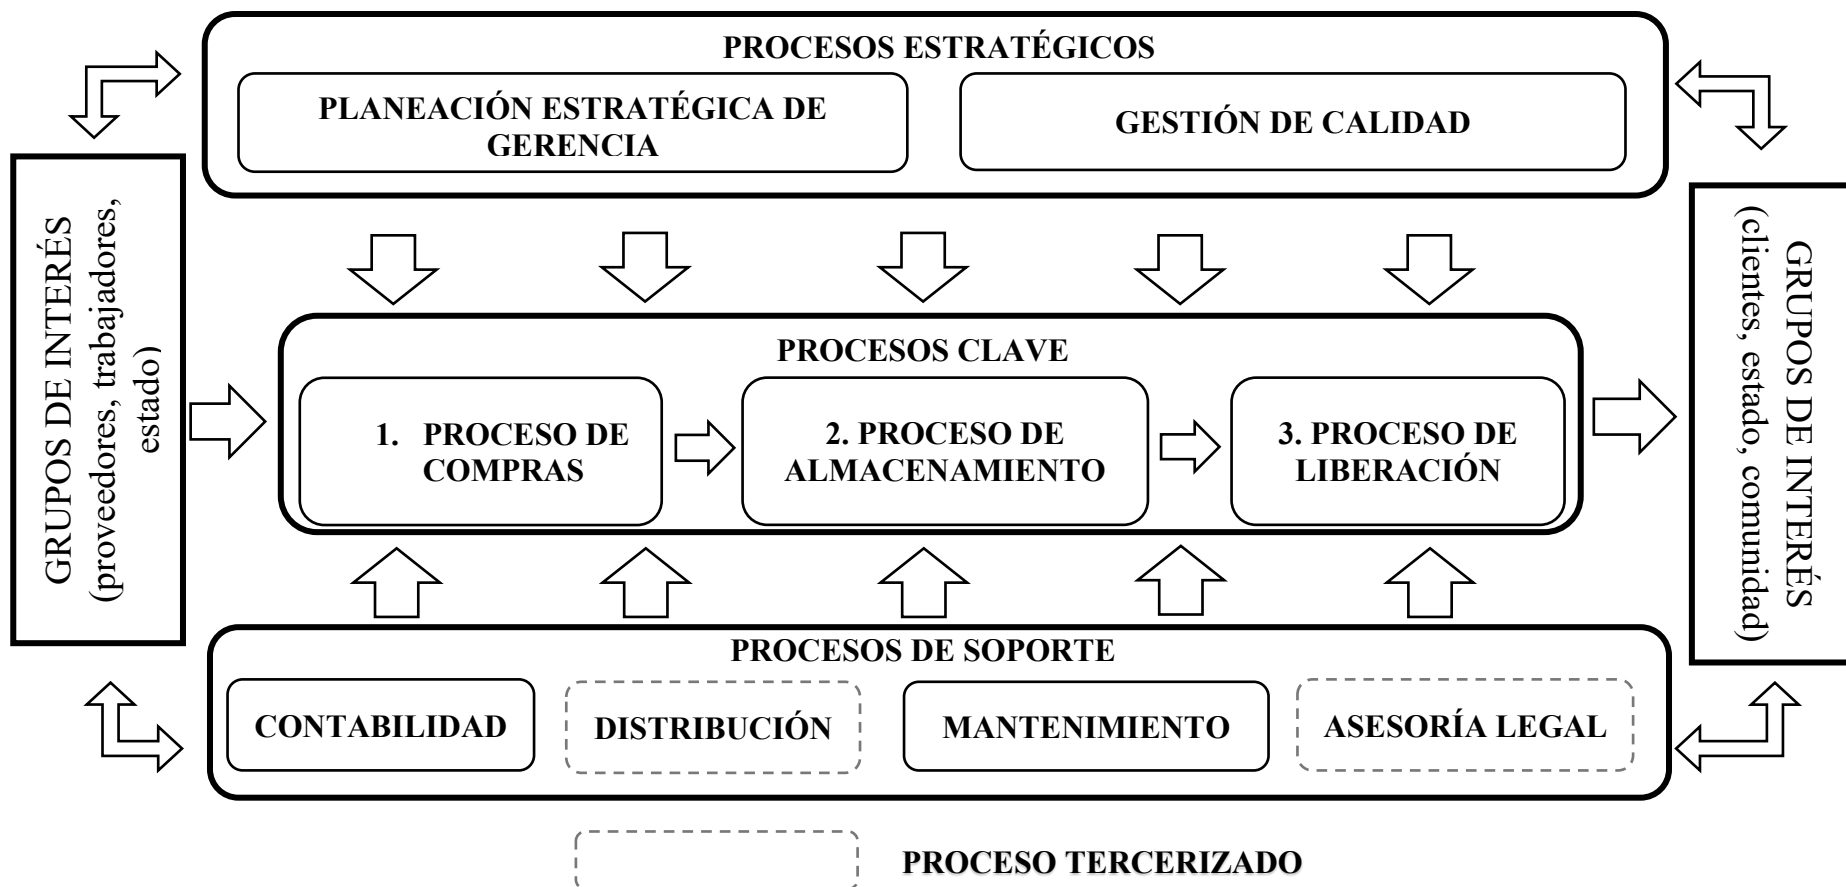 PROCESOS ESTRATÉGICOS
PLANEACIÓN ESTRATÉGICA DE
GERENCIA
GESTIÓN DE CALIDAD
GRUPOS DE INTERÉS
(proveedores, trabajadores,
estado)
PROCESOS CLAVE
1. PROCESO DE
COMPRAS
2. PROCESO DE
ALMACENAMIENTO
3. PROCESO DE
LIBERACIÓN
GRUPOS DE INTERÉS
(clientes, estado, comunidad)
PROCESOS DE SOPORTE
CONTABILIDAD
DISTRIBUCIÓN
MANTENIMIENTO
ASESORÍA LEGAL
PROCESO TERCERIZADO